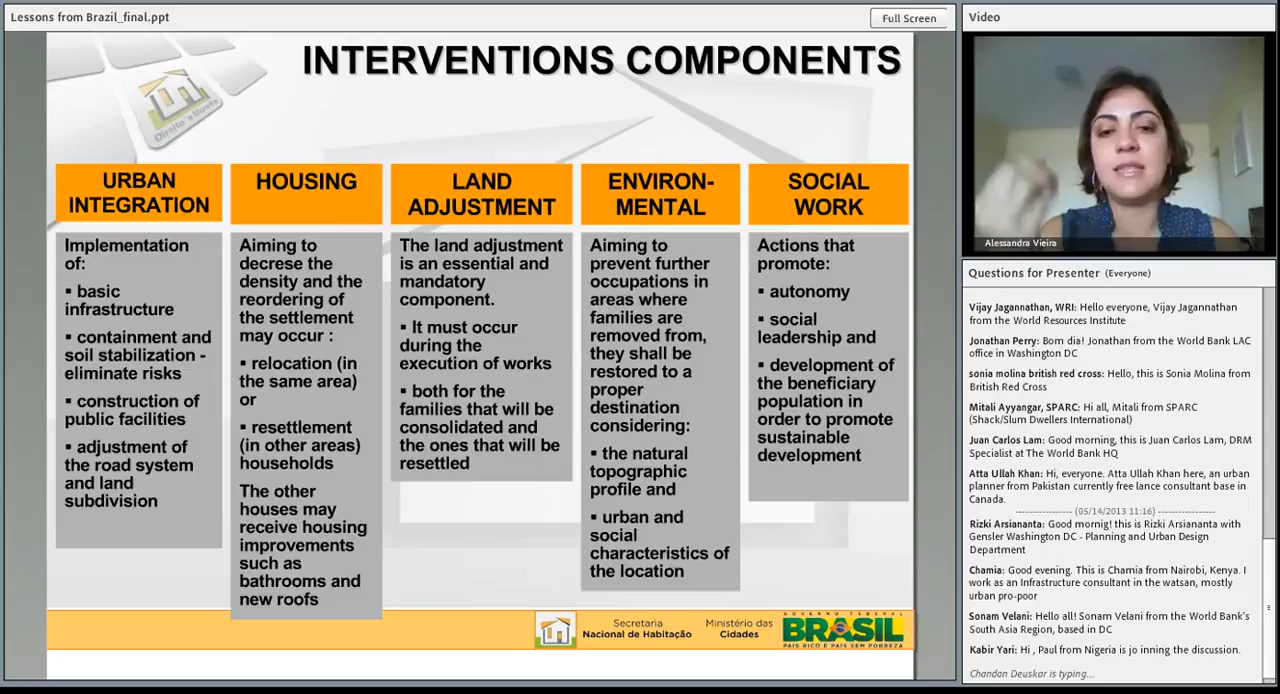 Lessons from Brazil_final.ppt
Full Screen
INTERVENTIONS COMPONENTS
Direito à Moradia
URBAN
INTEGRATION
Implementation
of:
▪ basic
infrastructure
▪ containment and
soil stabilization -
eliminate risks
▪ construction of
public facilities
▪ adjustment of
the road system
and land
subdivision
HOUSING
Aiming to
decrese the
density and the
reordering of
the settlement
may occur :
▪ relocation (in
the same area)
or
▪ resettlement
(in other areas)
households
The other
houses may
receive housing
improvements
such as
bathrooms and
new roofs
LAND
ADJUSTMENT
The land adjustment
is an essential and
mandatory
component.
▪ It must occur
during the
execution of works
▪ both for the
families that will be
consolidated and
the ones that will be
resettled
ENVIRON-
MENTAL
Aiming to
prevent further
occupations in
areas where
families are
removed from,
they shall be
restored to a
proper
destination
considering:
▪ the natural
topographic
profile and
▪ urban and
social
characteristics of
the location
SOCIAL
WORK
Actions that
promote:
▪ autonomy
▪ social
leadership and
▪ development of
the beneficiary
population in
order to promote
sustainable
development
Secretaria
Nacional de Habitação
Ministério das
Cidades
GOVERNO FEDERAL
BRASIL
PAÍS RICO É PAÍS SEM POBREZA
Video
Alessandra Vieira
Questions for Presenter (Everyone)
Vijay Jagannathan, WRI: Hello everyone, Vijay Jagannathan
from the World Resources Institute
Jonathan Perry: Bom dia! Jonathan from the World Bank LAC
office in Washington DC
sonia molina british red cross: Hello, this is Sonia Molina from
British Red Cross
Mitali Ayyangar, SPARC: Hi all, Mitali from SPARC
(Shack/Slum Dwellers International)
Juan Carlos Lam: Good morning, this is Juan Carlos Lam, DRM
Specialist at The World Bank HQ
Atta Ullah Khan: Hi, everyone. Atta Ullah Khan here, an urban
planner from Pakistan currently free lance consultant base in
Canada.
------------------ (05/14/2013 11:16) ------------------
Rizki Arsiananta: Good mornig! this is Rizki Arsiananta with
Gensler Washington DC - Planning and Urban Design
Department
Chamia: Good evening. This is Chamia from Nairobi, Kenya. I
work as an Infrastructure consultant in the watsan, mostly
urban pro-poor
Sonam Velani: Hello all! Sonam Velani from the World Bank's
South Asia Region, based in DC
Kabir Yari: Hi , Paul from Nigeria is jo inning the discussion.
Chandan Deuskar is typing...